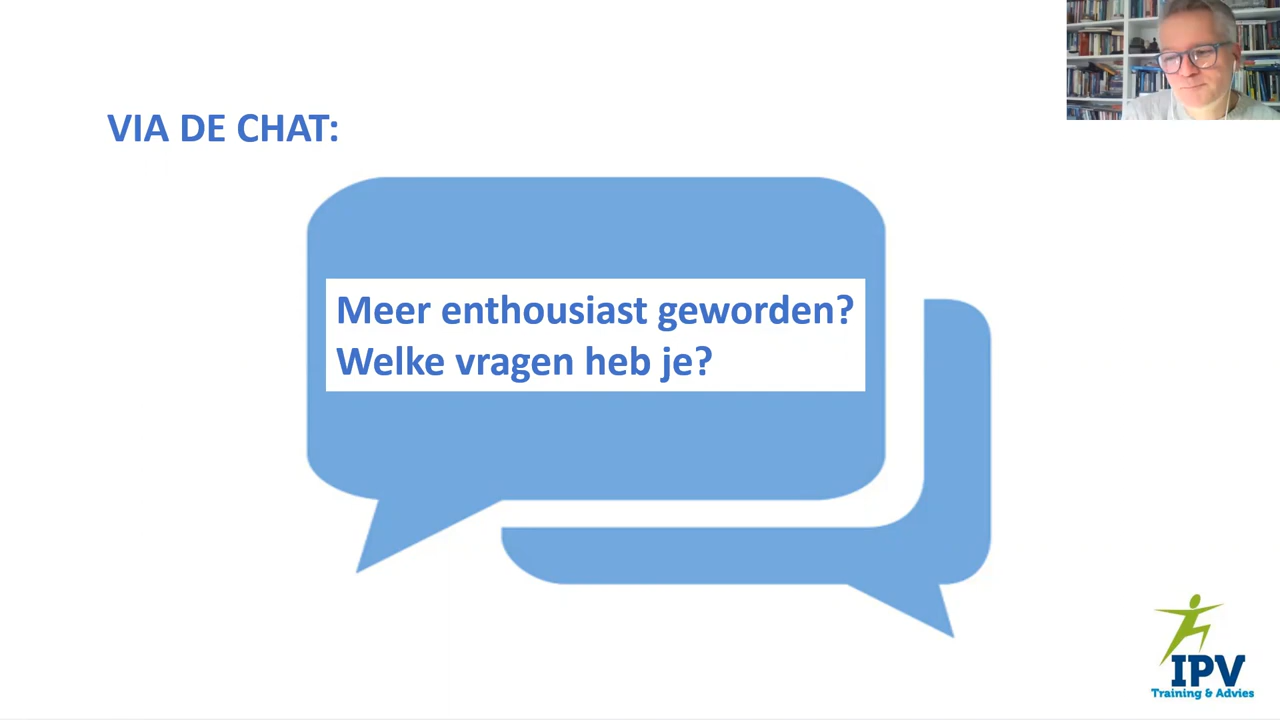 VIA DE CHAT:
Meer enthousiast geworden?
Welke vragen heb je?
IPV
Training & Advies